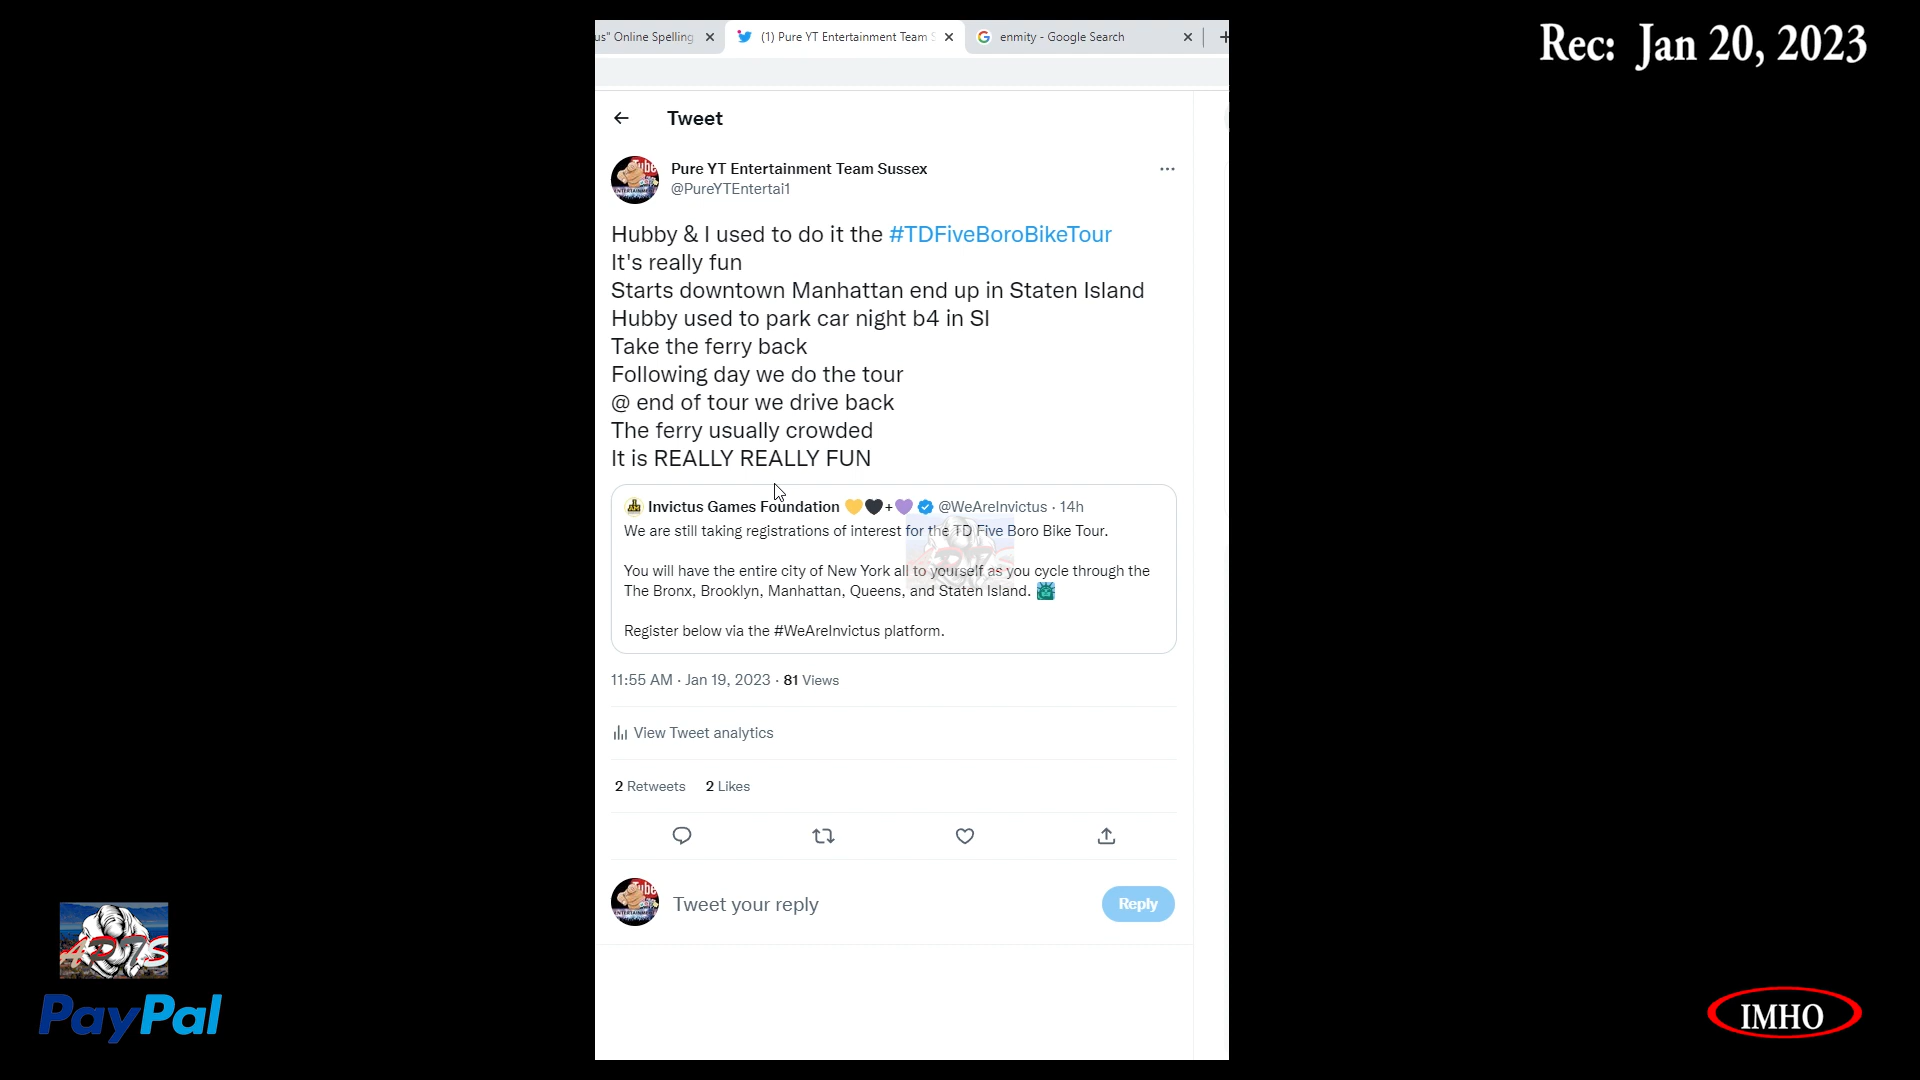 Rec: Jan 20, 2023
us" Online Spelling
(1) Pure YT Entertainment Team S
enmity - Google Search
Tweet
Pure YT Entertainment Team Sussex
@PureYTEntertai1
Hubby & I used to do it the #TDFiveBoroBikeTour
It's really fun
Starts downtown Manhattan end up in Staten Island
Hubby used to park car night b4 in SI
Take the ferry back
Following day we do the tour
@ end of tour we drive back
The ferry usually crowded
It is REALLY REALLY FUN
Invictus Games Foundation 💛🖤+💜 @WeAreInvictus · 14h
We are still taking registrations of interest for the TD Five Boro Bike Tour.
You will have the entire city of New York all to yourself as you cycle through the
The Bronx, Brooklyn, Manhattan, Queens, and Staten Island. 🗽
Register below via the #WeAreInvictus platform.
11:55 AM · Jan 19, 2023 · 81 Views
View Tweet analytics
2 Retweets 2 Likes
Tweet your reply
Reply
PayPal
IMHO